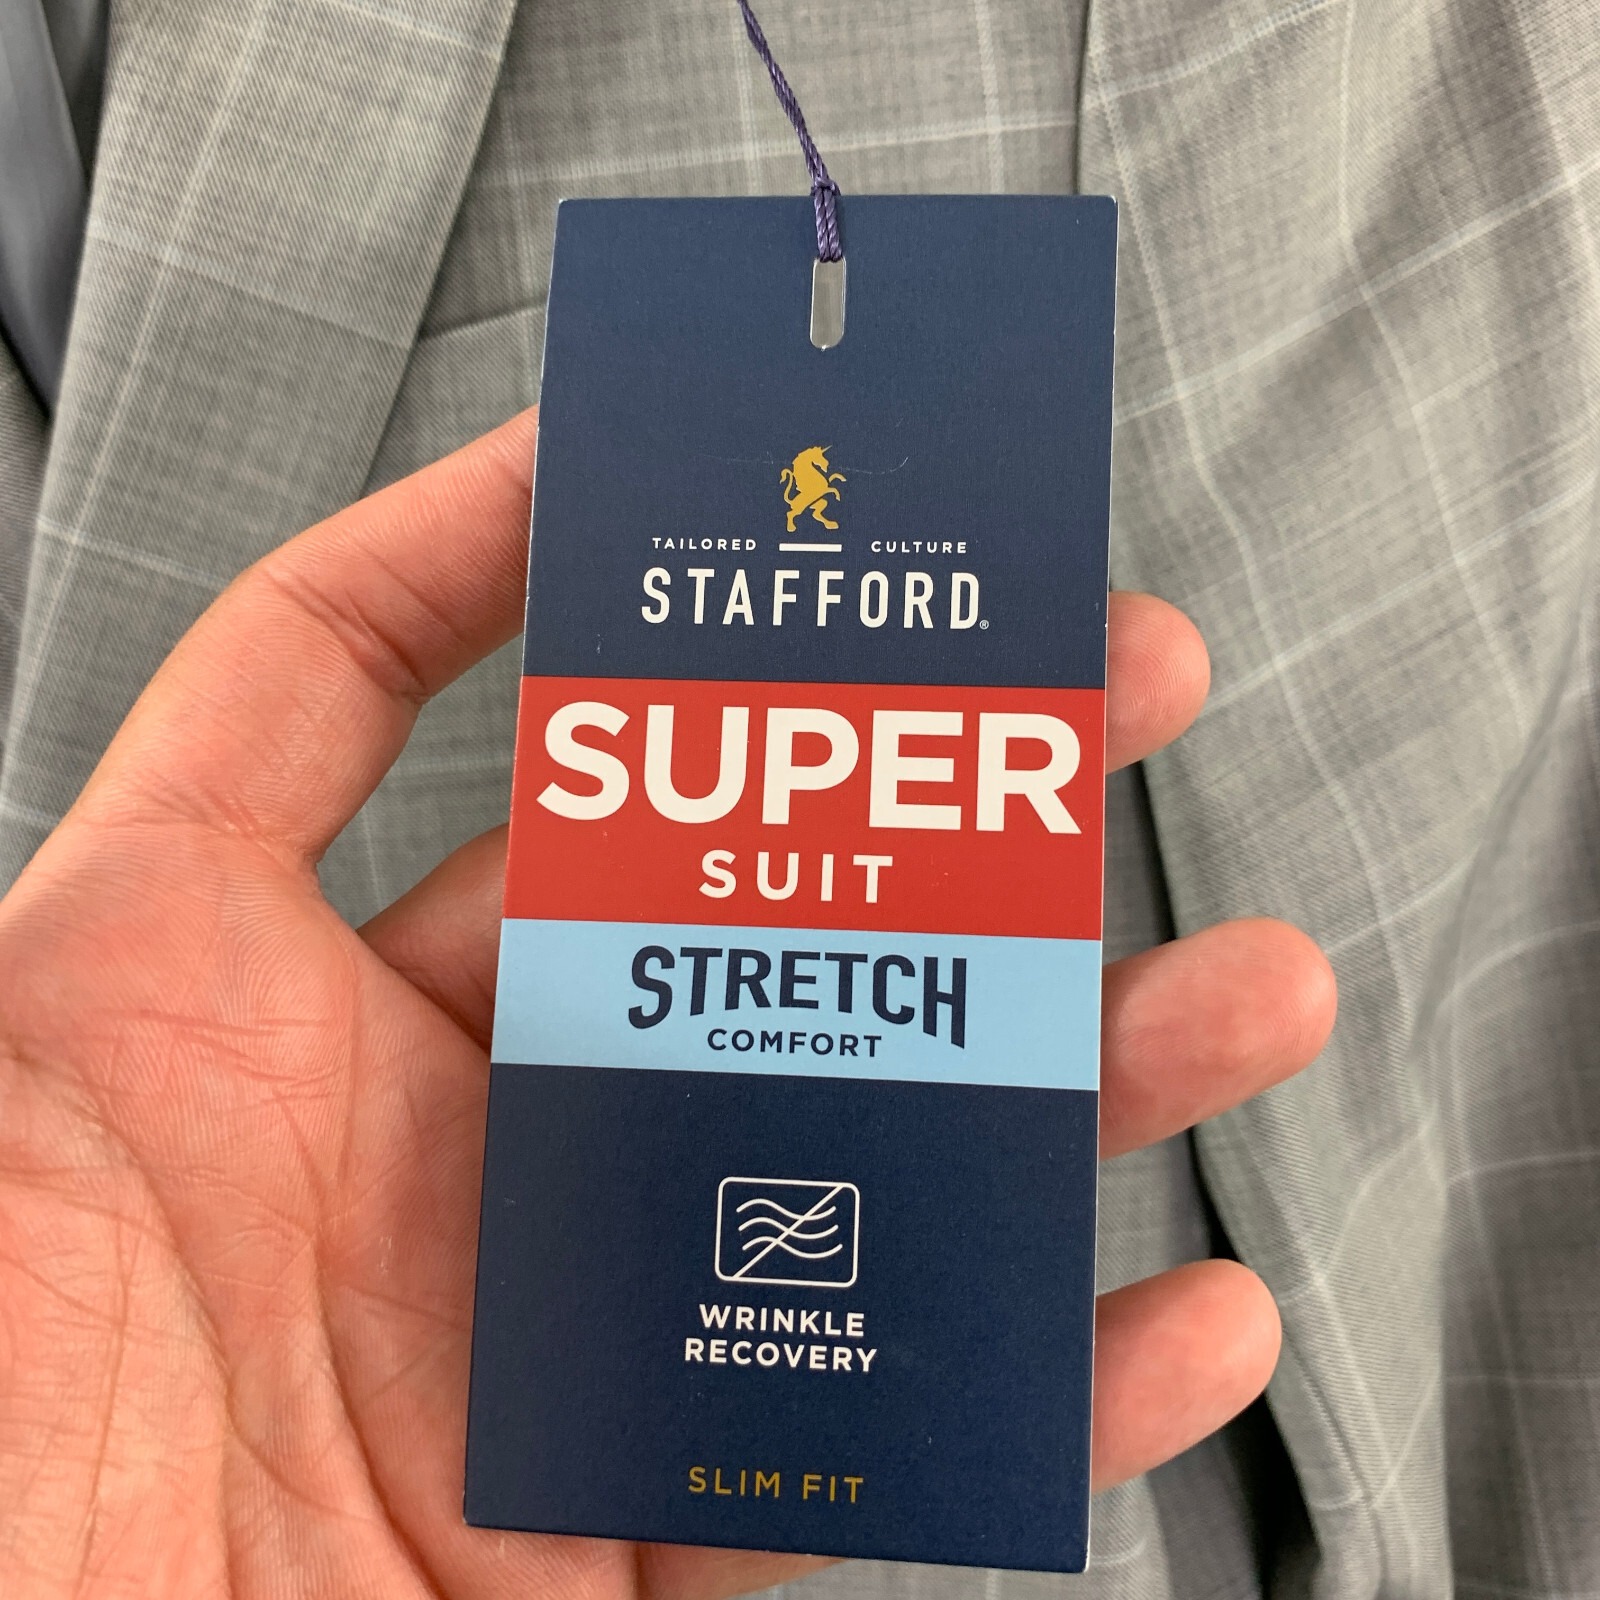 TAILORED CULTURE
STAFFORD®
SUPER
SUIT
STRETCH
COMFORT
WRINKLE
RECOVERY
SLIM FIT